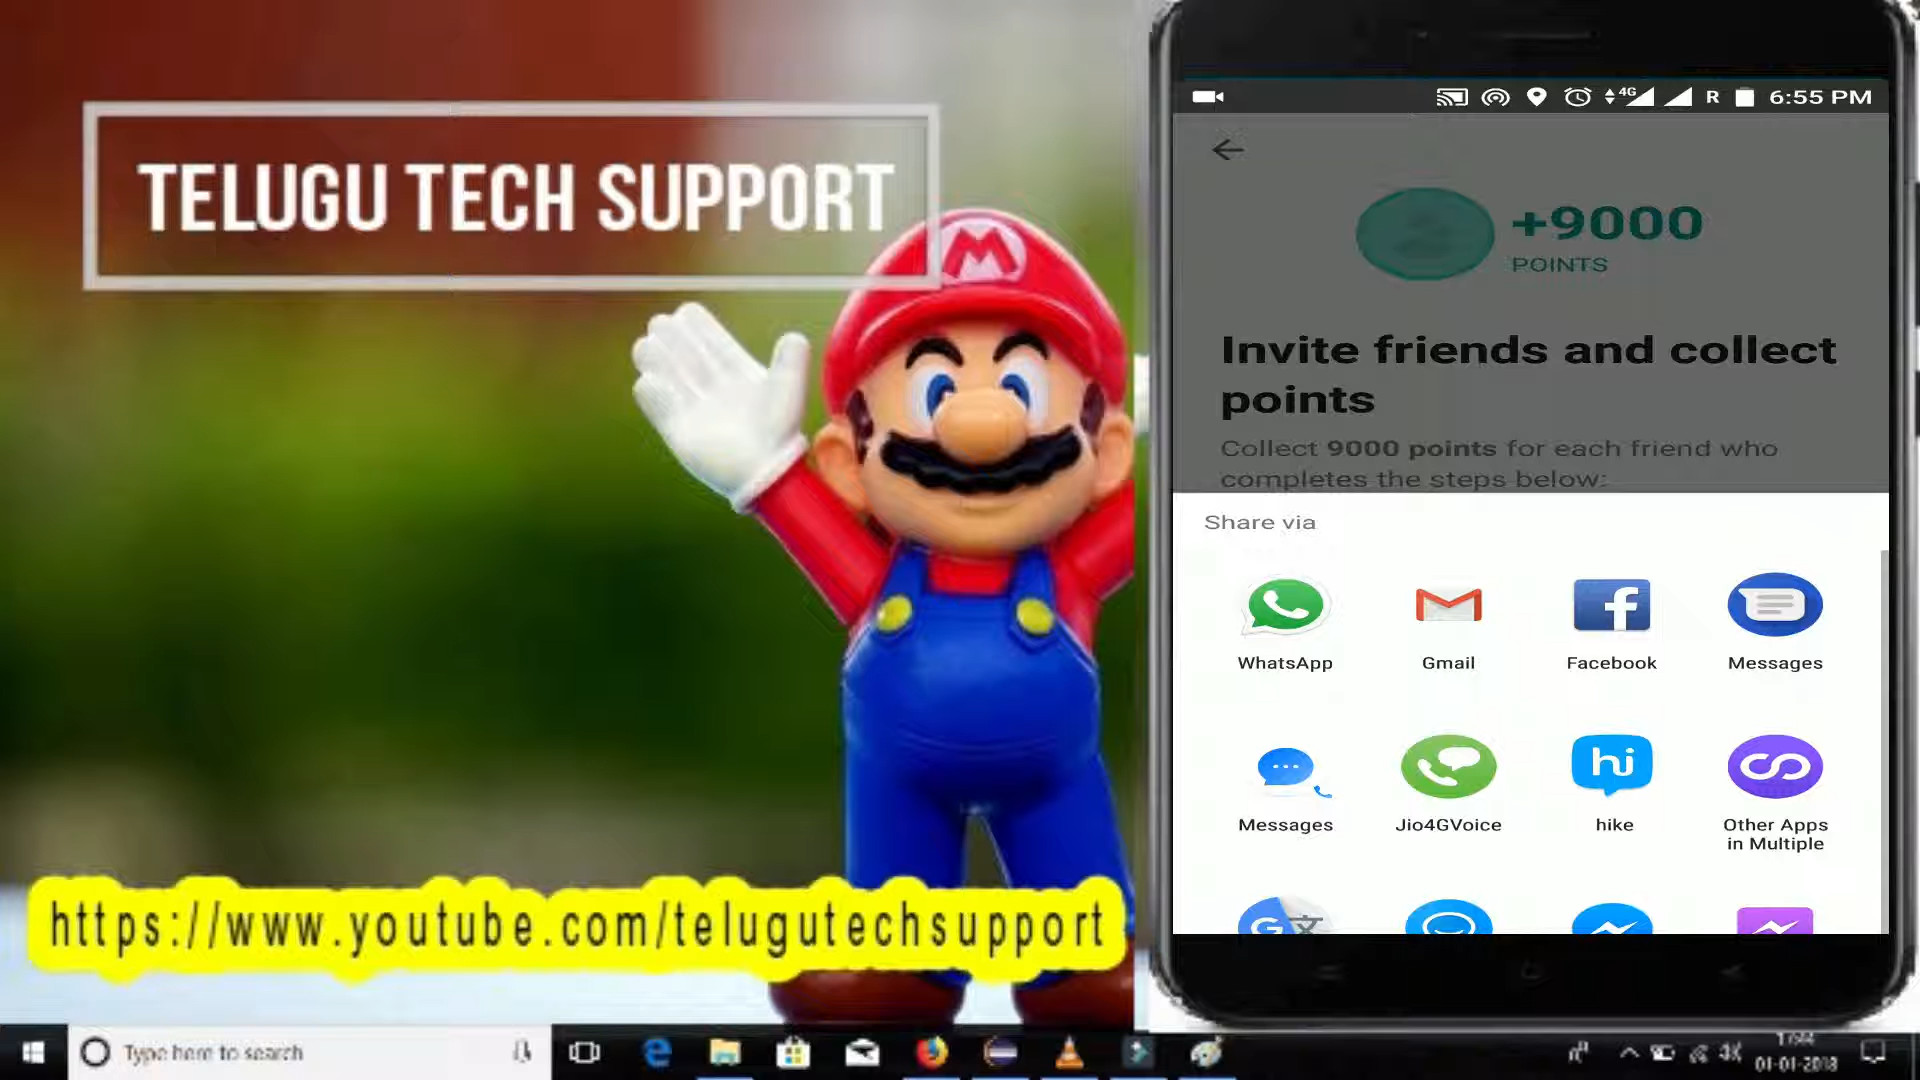 TELUGU TECH SUPPORT
M
https://www.youtube.com/telugutechsupport
Type here to search
01-01-2018
4G
R
6:55 PM
+9000
POINTS
Invite friends and collect
points
Collect 9000 points for each friend who
completes the steps below:
Share via
WhatsApp
Gmail
Facebook
Messages
hi
Messages
Jio4GVoice
hike
Other Apps
in Multiple